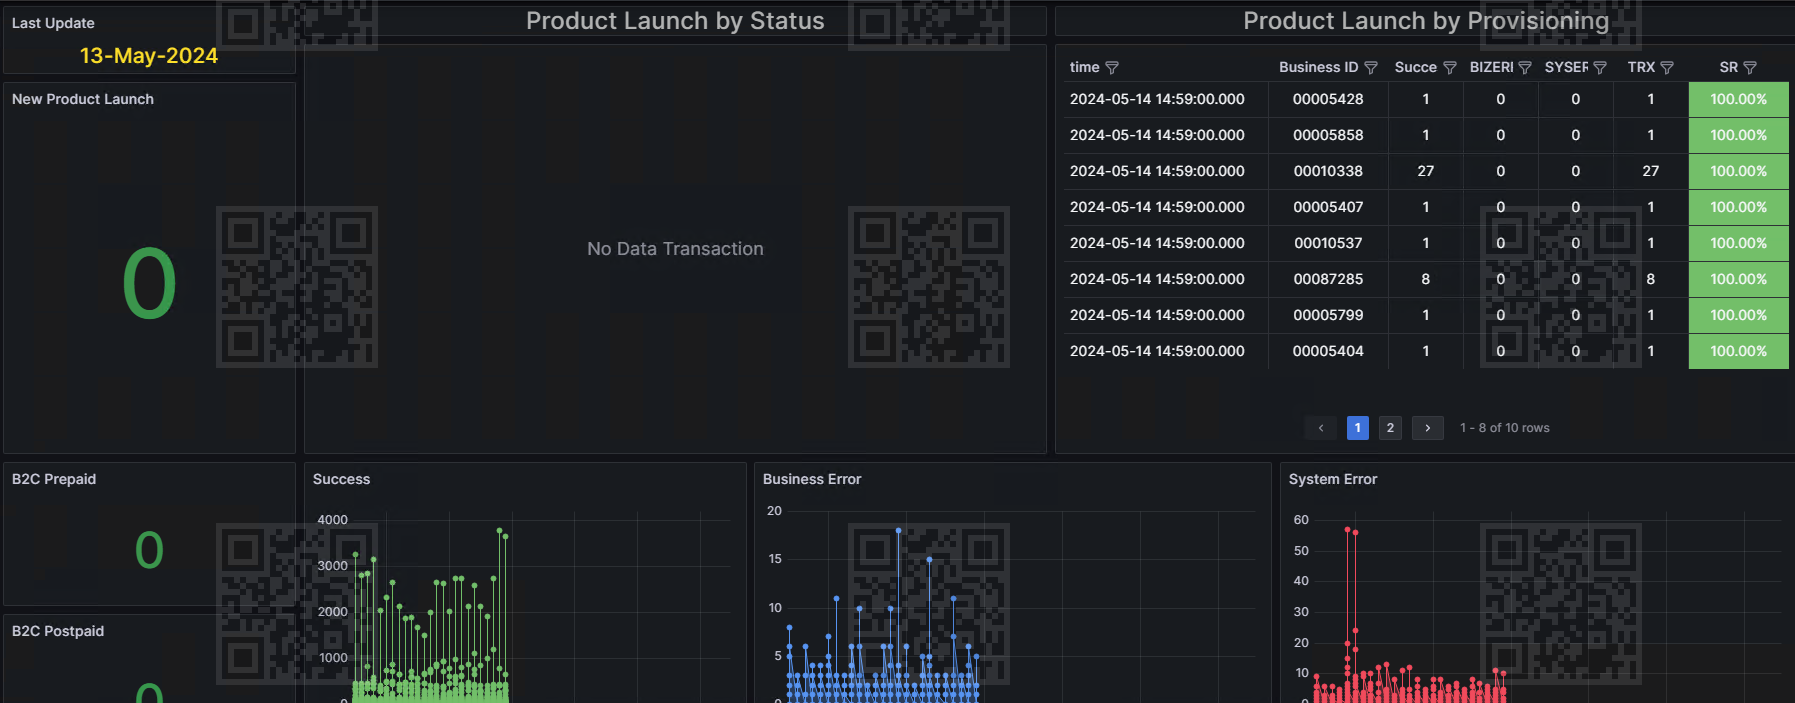 Last Update
13-May-2024
Product Launch by Status
Product Launch by Provisioning
New Product Launch
0
No Data Transaction
time Business ID Succe BIZERI SYSER TRX SR
2024-05-14 14:59:00.000 00005428 1 0 0 1 100.00%
2024-05-14 14:59:00.000 00005858 1 0 0 1 100.00%
2024-05-14 14:59:00.000 00010338 27 0 0 27 100.00%
2024-05-14 14:59:00.000 00005407 1 0 0 1 100.00%
2024-05-14 14:59:00.000 00010537 1 0 0 1 100.00%
2024-05-14 14:59:00.000 00087285 8 0 0 8 100.00%
2024-05-14 14:59:00.000 00005799 1 0 0 1 100.00%
2024-05-14 14:59:00.000 00005404 1 0 0 1 100.00%
‹ 1 2 › 1 - 8 of 10 rows
B2C Prepaid
0
B2C Postpaid
0
Success
4000
3000
2000
1000
0
Business Error
20
15
10
5
0
System Error
60
50
40
30
20
10
0